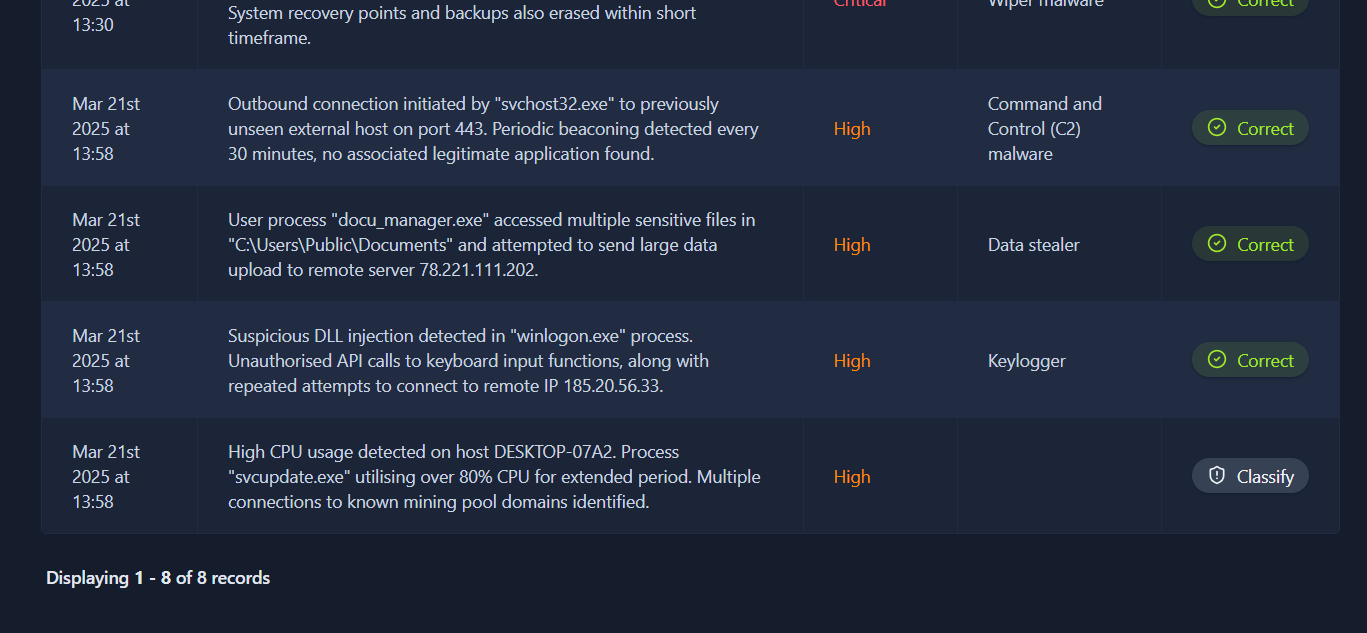 2025 at
13:30
System recovery points and backups also erased within short
timeframe.
Critical
Wiper malware
Correct
Mar 21st
2025 at
13:58
Outbound connection initiated by "svchost32.exe" to previously
unseen external host on port 443. Periodic beaconing detected every
30 minutes, no associated legitimate application found.
High
Command and
Control (C2)
malware
Correct
Mar 21st
2025 at
13:58
User process "docu_manager.exe" accessed multiple sensitive files in
"C:\Users\Public\Documents" and attempted to send large data
upload to remote server 78.221.111.202.
High
Data stealer
Correct
Mar 21st
2025 at
13:58
Suspicious DLL injection detected in "winlogon.exe" process.
Unauthorised API calls to keyboard input functions, along with
repeated attempts to connect to remote IP 185.20.56.33.
High
Keylogger
Correct
Mar 21st
2025 at
13:58
High CPU usage detected on host DESKTOP-07A2. Process
"svcupdate.exe" utilising over 80% CPU for extended period. Multiple
connections to known mining pool domains identified.
High
Classify
Displaying 1 - 8 of 8 records